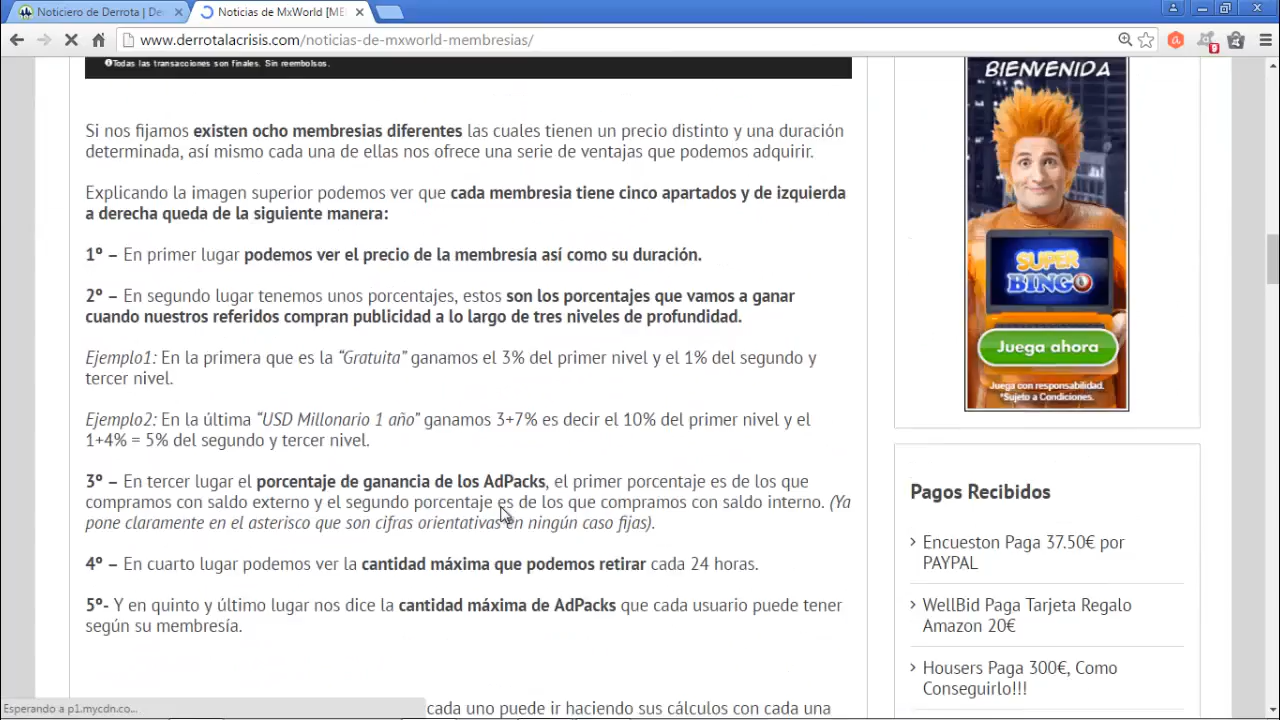 Noticiero de Derrota | De
Noticias de MxWorld [ME
www.derrotalacrisis.com/noticias-de-mxworld-membresias/
Todas las transacciones son finales. Sin reembolsos.
Si nos fijamos existen ocho membresias diferentes las cuales tienen un precio distinto y una duración
determinada, así mismo cada una de ellas nos ofrece una serie de ventajas que podemos adquirir.
Explicando la imagen superior podemos ver que cada membresia tiene cinco apartados y de izquierda
a derecha queda de la siguiente manera:
1º – En primer lugar podemos ver el precio de la membresía así como su duración.
2º – En segundo lugar tenemos unos porcentajes, estos son los porcentajes que vamos a ganar
cuando nuestros referidos compran publicidad a lo largo de tres niveles de profundidad.
Ejemplo1: En la primera que es la “Gratuita” ganamos el 3% del primer nivel y el 1% del segundo y
tercer nivel.
Ejemplo2: En la última “USD Millonario 1 año” ganamos 3+7% es decir el 10% del primer nivel y el
1+4% = 5% del segundo y tercer nivel.
3º – En tercer lugar el porcentaje de ganancia de los AdPacks, el primer porcentaje es de los que
compramos con saldo externo y el segundo porcentaje es de los que compramos con saldo interno. (Ya
pone claramente en el asterisco que son cifras orientativas en ningún caso fijas).
4º – En cuarto lugar podemos ver la cantidad máxima que podemos retirar cada 24 horas.
5º- Y en quinto y último lugar nos dice la cantidad máxima de AdPacks que cada usuario puede tener
según su membresía.
cada uno puede ir haciendo sus cálculos con cada una
Esperando a p1.mycdn.co...
BIENVENIDA
SUPER
BINGO
Juega ahora
Juega con responsabilidad.
*Sujeto a Condiciones.
Pagos Recibidos
Encueston Paga 37.50€ por
PAYPAL
WellBid Paga Tarjeta Regalo
Amazon 20€
Housers Paga 300€, Como
Conseguirlo!!!